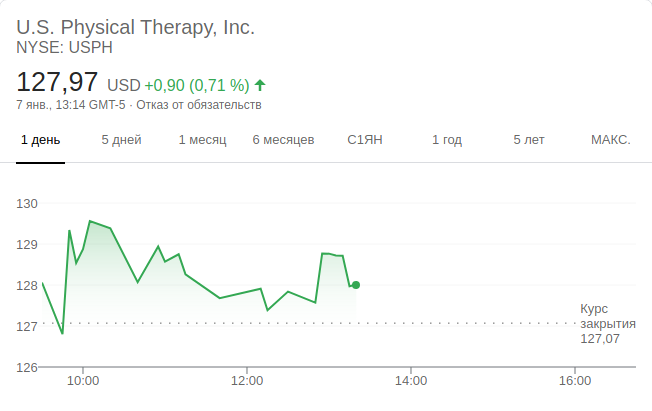 U.S. Physical Therapy, Inc.
NYSE: USPH
127,97 USD +0,90 (0,71 %)
7 янв., 13:14 GMT-5 · Отказ от обязательств
1 день 5 дней 1 месяц 6 месяцев С1ЯН 1 год 5 лет МАКС.
130
129
128
127
126
Курс
закрытия
127,07
10:00 12:00 14:00 16:00